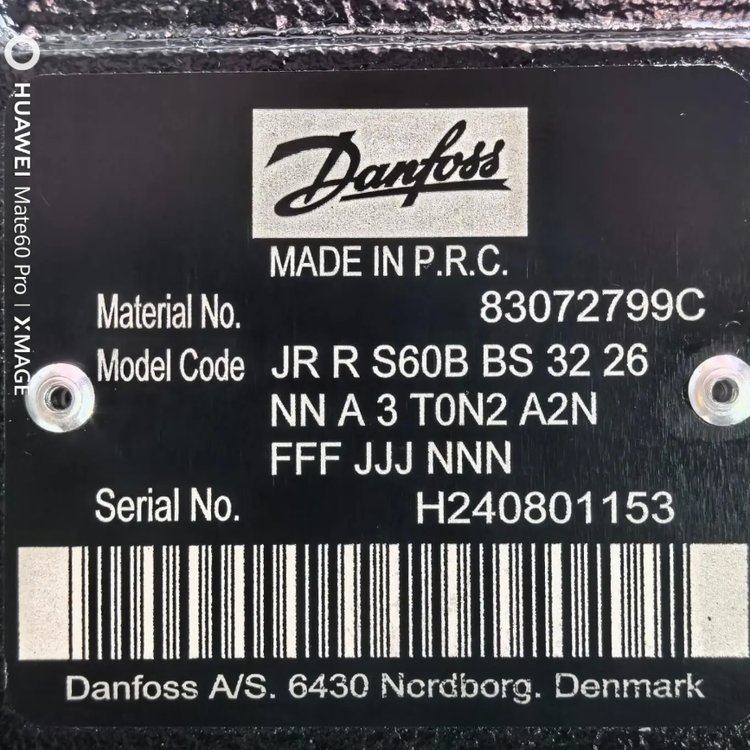 Danfoss
MADE IN P.R.C.
Material No. 83072799C
Model Code JR R S60B BS 32 26
NN A 3 T0N2 A2N
FFF JJJ NNN
Serial No. H240801153
Danfoss A/S. 6430 Nordborg. Denmark
HUAWEI Mate60 Pro | XMAGE